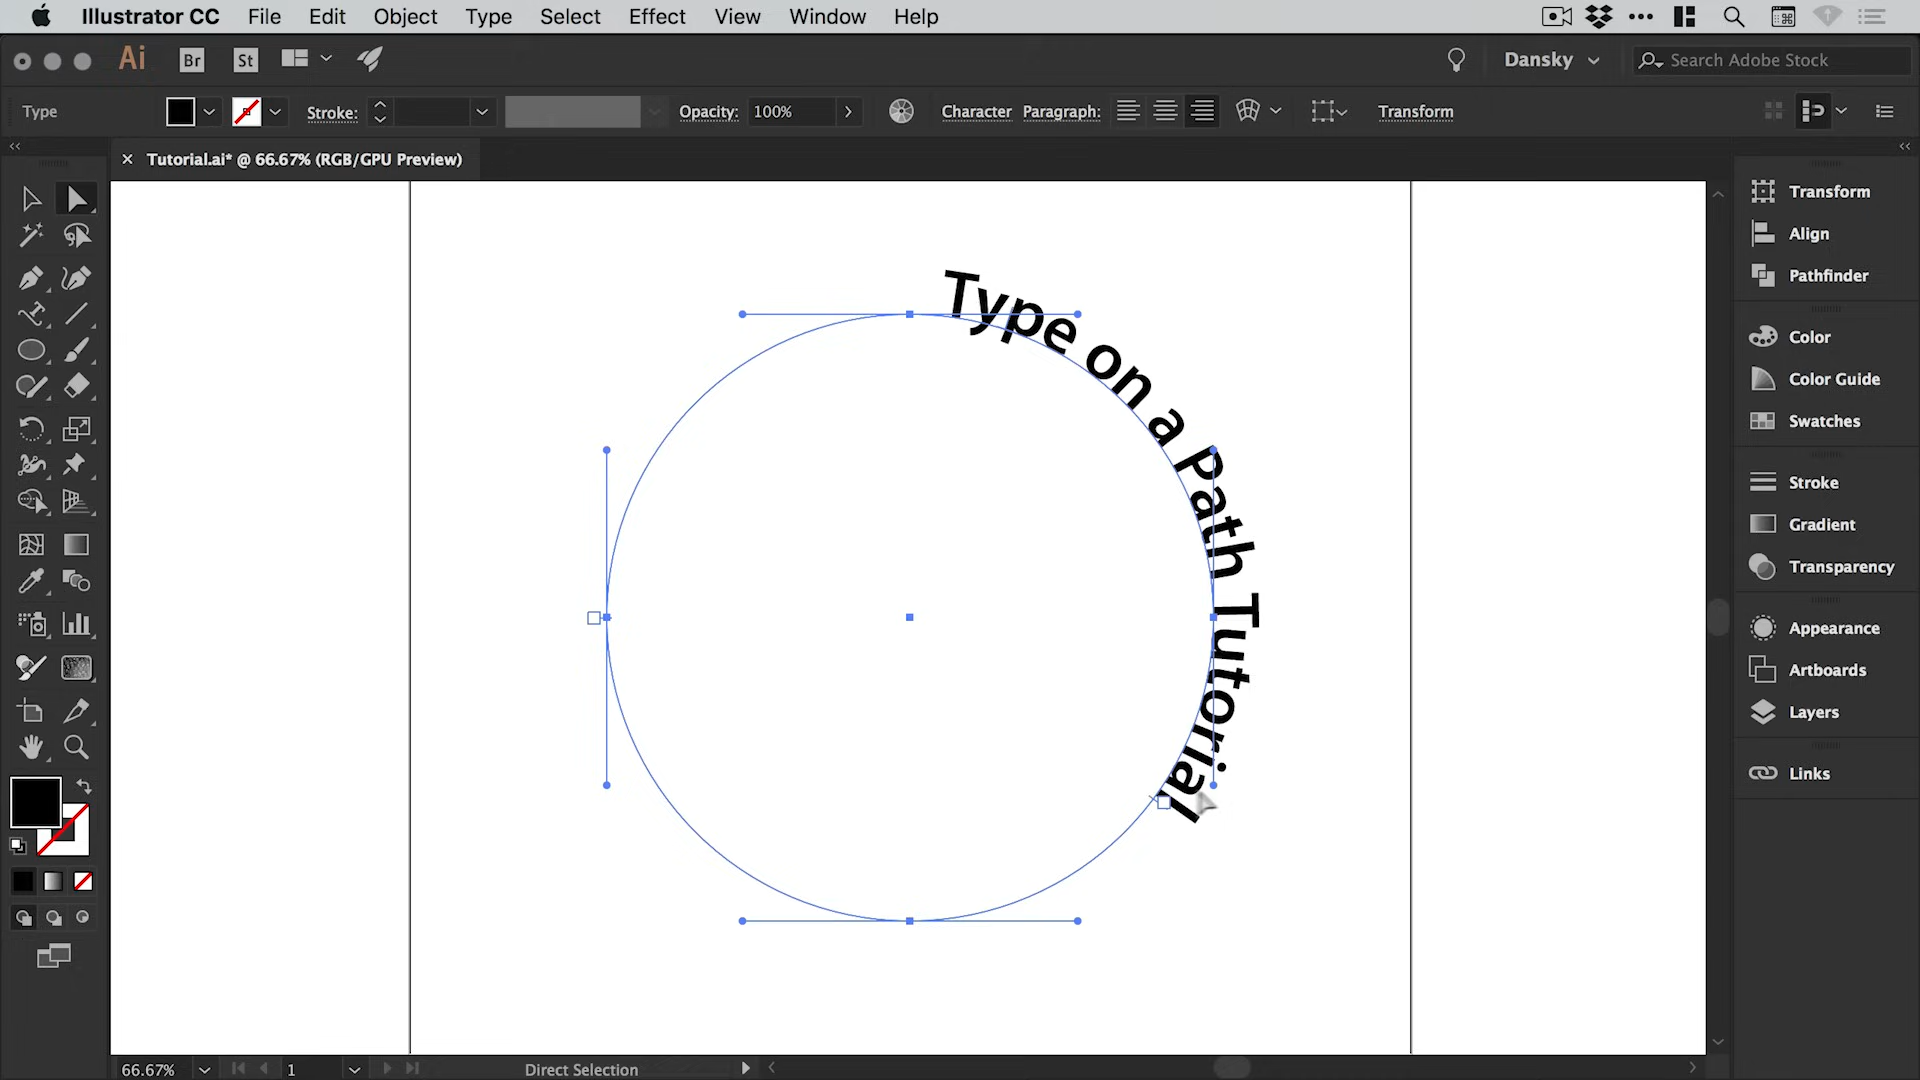 Illustrator CC File Edit Object Type Select Effect View Window Help
Ai Br St Dansky Search Adobe Stock
Type Stroke: Opacity: 100% Character Paragraph: Transform
Tutorial.ai* @ 66.67% (RGB/GPU Preview)
Type on a Path Tutorial
Transform
Align
Pathfinder
Color
Color Guide
Swatches
Stroke
Gradient
Transparency
Appearance
Artboards
Layers
Links
66.67% 1 Direct Selection